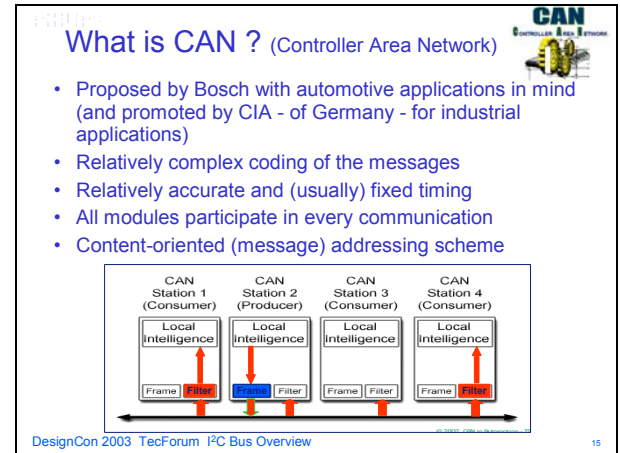 CAN
CONTROLLER AREA NETWORK
What is CAN ? (Controller Area Network)
• Proposed by Bosch with automotive applications in mind
(and promoted by CIA - of Germany - for industrial
applications)
• Relatively complex coding of the messages
• Relatively accurate and (usually) fixed timing
• All modules participate in every communication
• Content-oriented (message) addressing scheme
CAN Station 1 (Consumer)
CAN Station 2 (Producer)
CAN Station 3 (Consumer)
CAN Station 4 (Consumer)
Local Intelligence
Local Intelligence
Local Intelligence
Local Intelligence
Frame Filter
Frame Filter
Frame Filter
Frame Filter
DesignCon 2003 TecForum I²C Bus Overview
15